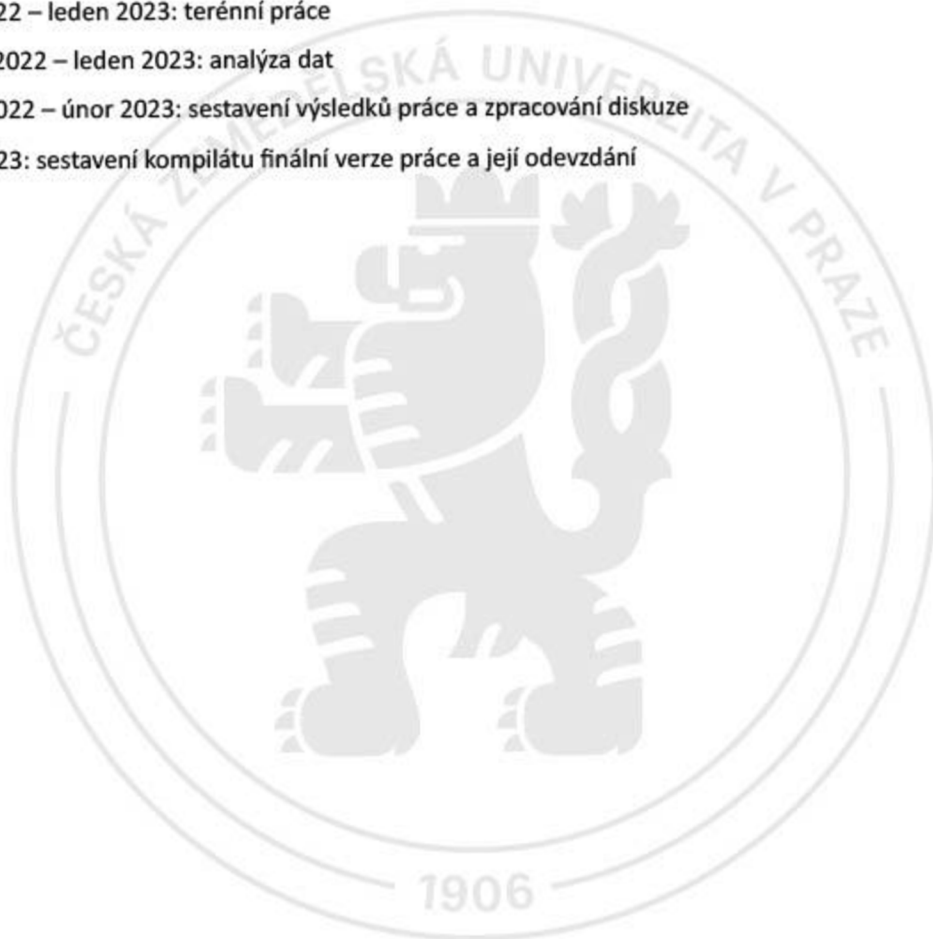 22 – leden 2023: terénní práce
2022 – leden 2023: analýza dat
022 – únor 2023: sestavení výsledků práce a zpracování diskuze
23: sestavení kompilátu finální verze práce a její odevzdání
ČESKÁ ZEMĚDĚLSKÁ UNIVERZITA V PRAZE
1906